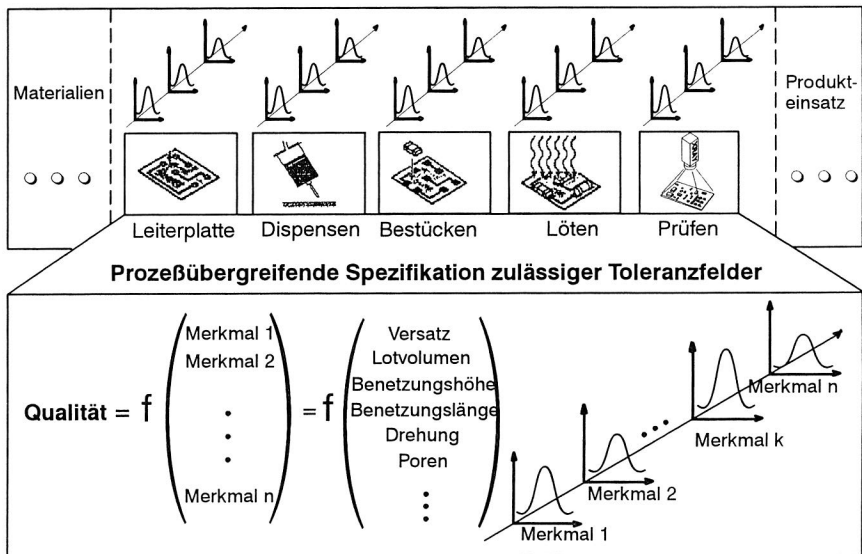 Materialien
Produkt-
einsatz
Leiterplatte
Dispensen
Bestücken
Löten
Prüfen
Prozeßübergreifende Spezifikation zulässiger Toleranzfelder
Qualität = f
Merkmal 1
Merkmal 2
Merkmal n
= f
Versatz
Lotvolumen
Benetzungshöhe
Benetzungslänge
Drehung
Poren
Merkmal 1
Merkmal 2
Merkmal k
Merkmal n